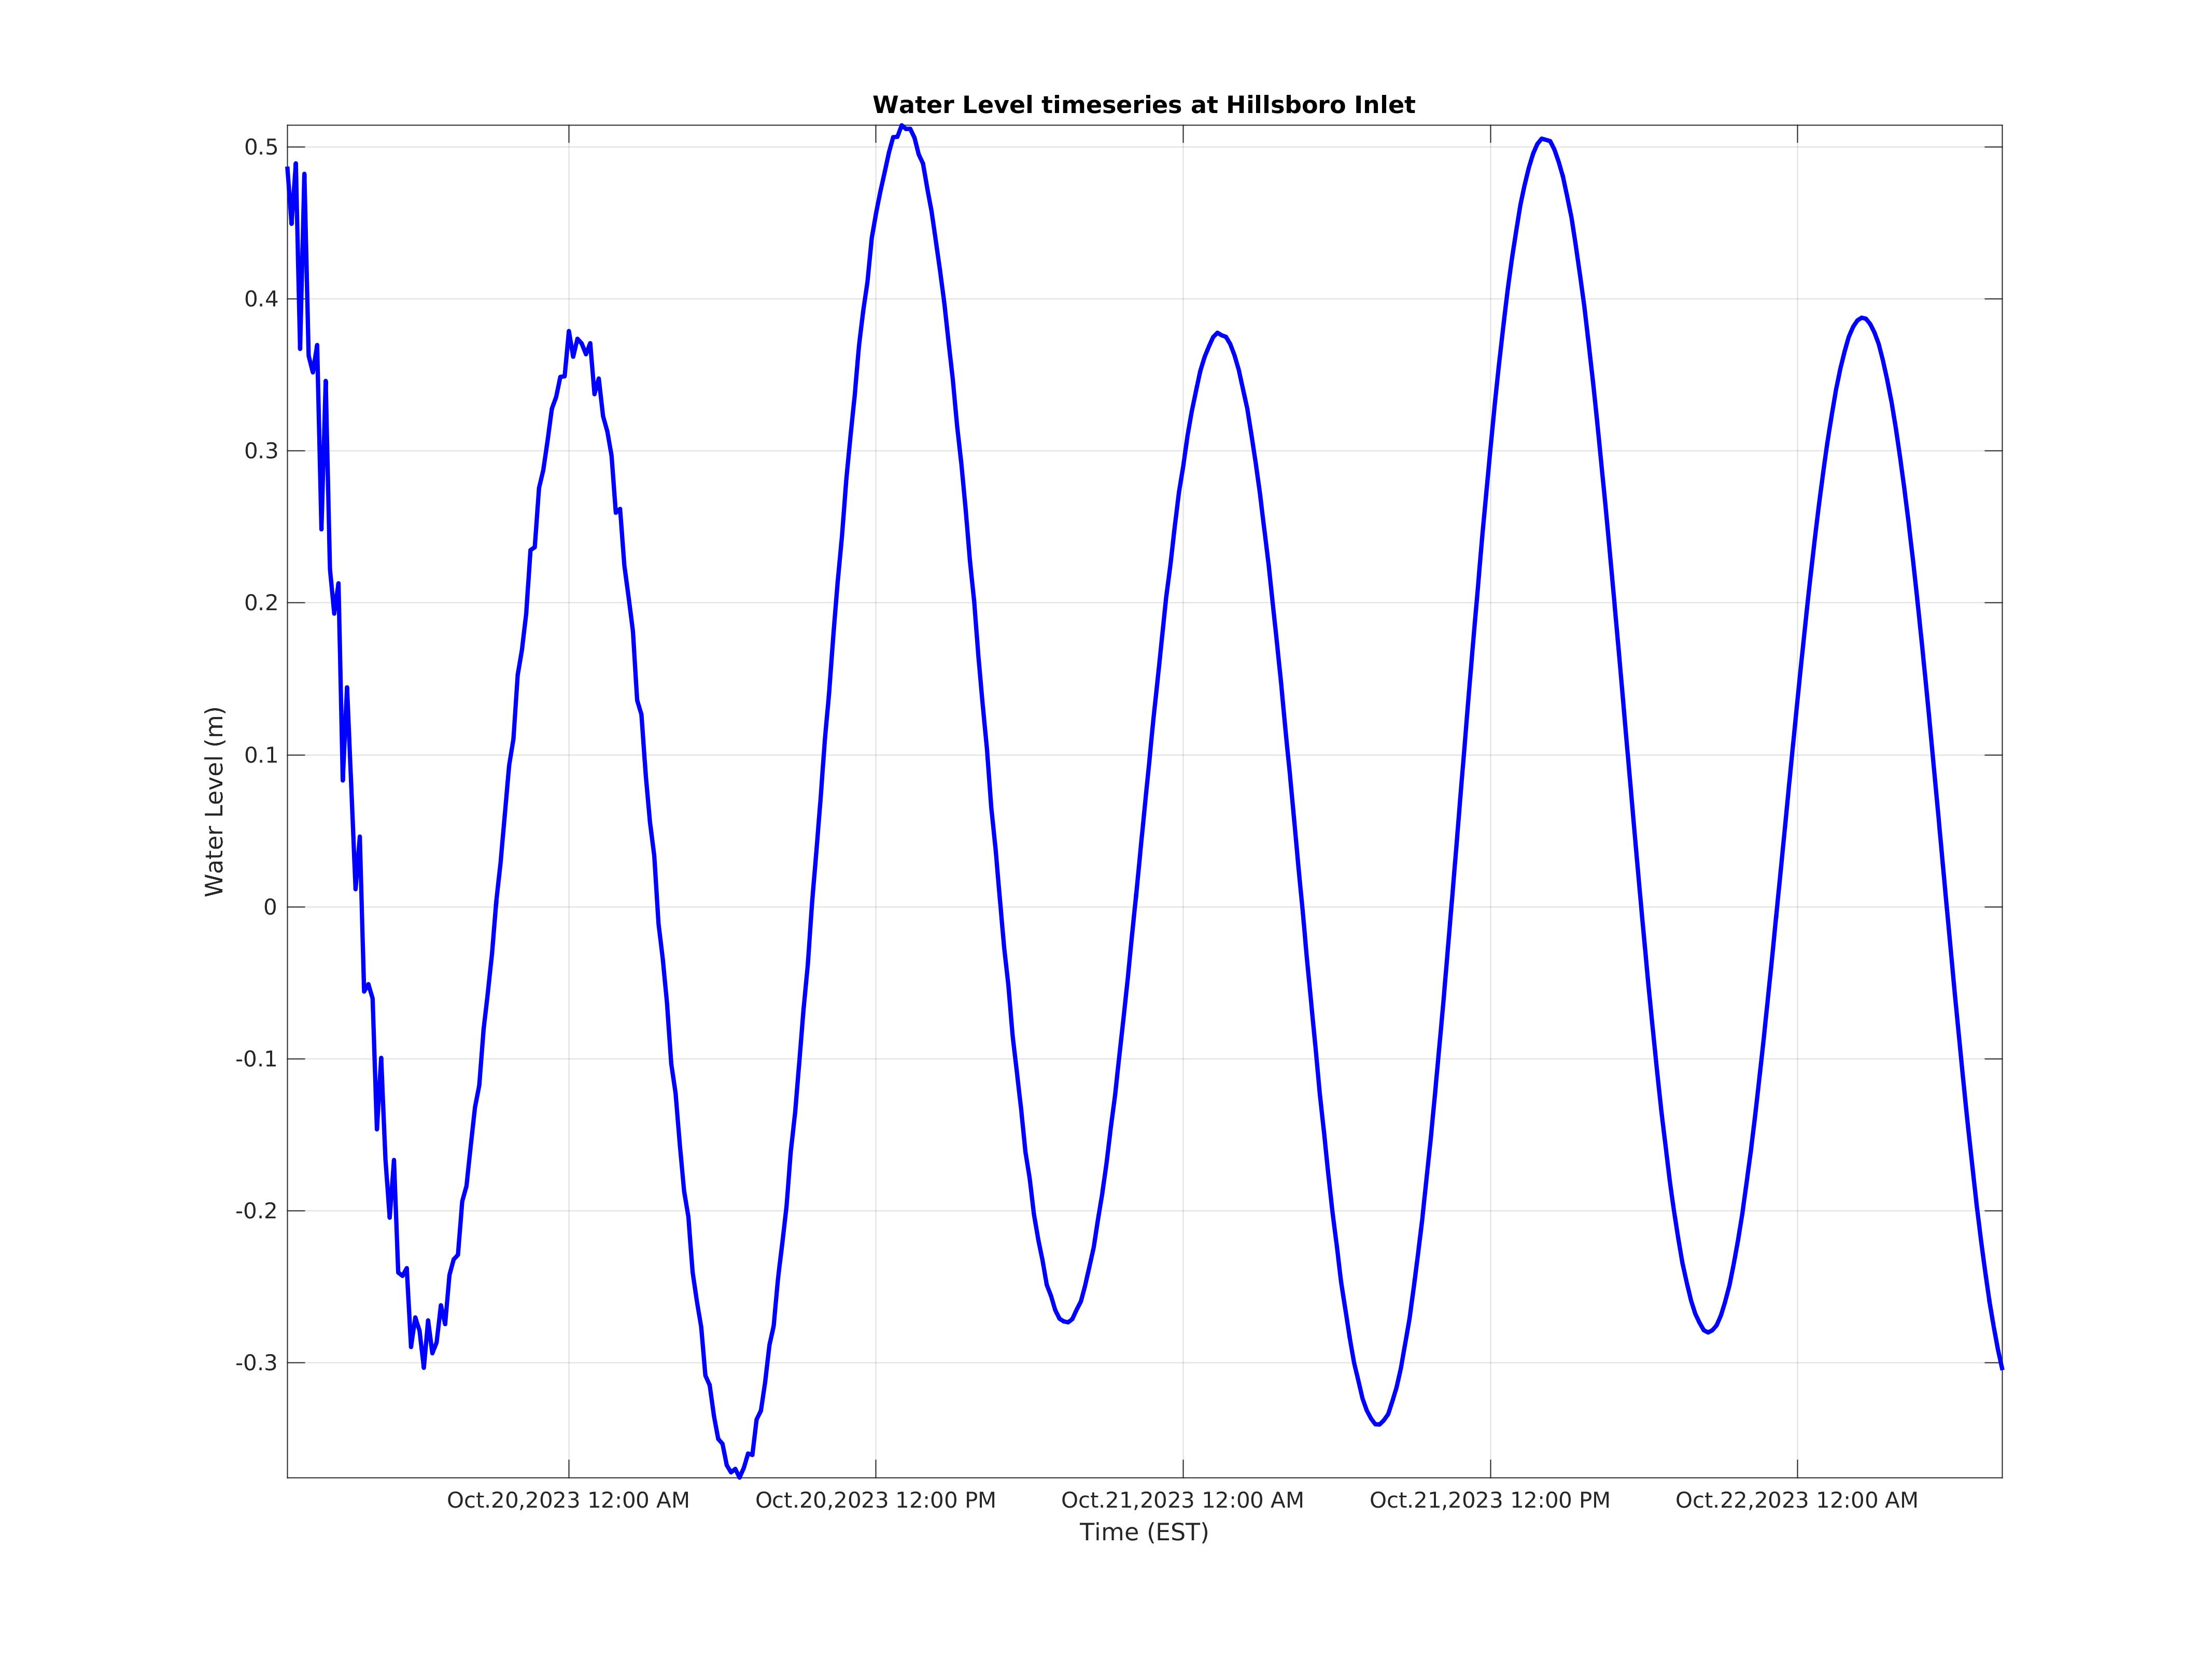 Water Level timeseries at Hillsboro Inlet
0.5
0.4
0.3
0.2
0.1
0
-0.1
-0.2
-0.3
Water Level (m)
Oct.20,2023 12:00 AM
Oct.20,2023 12:00 PM
Oct.21,2023 12:00 AM
Oct.21,2023 12:00 PM
Oct.22,2023 12:00 AM
Time (EST)